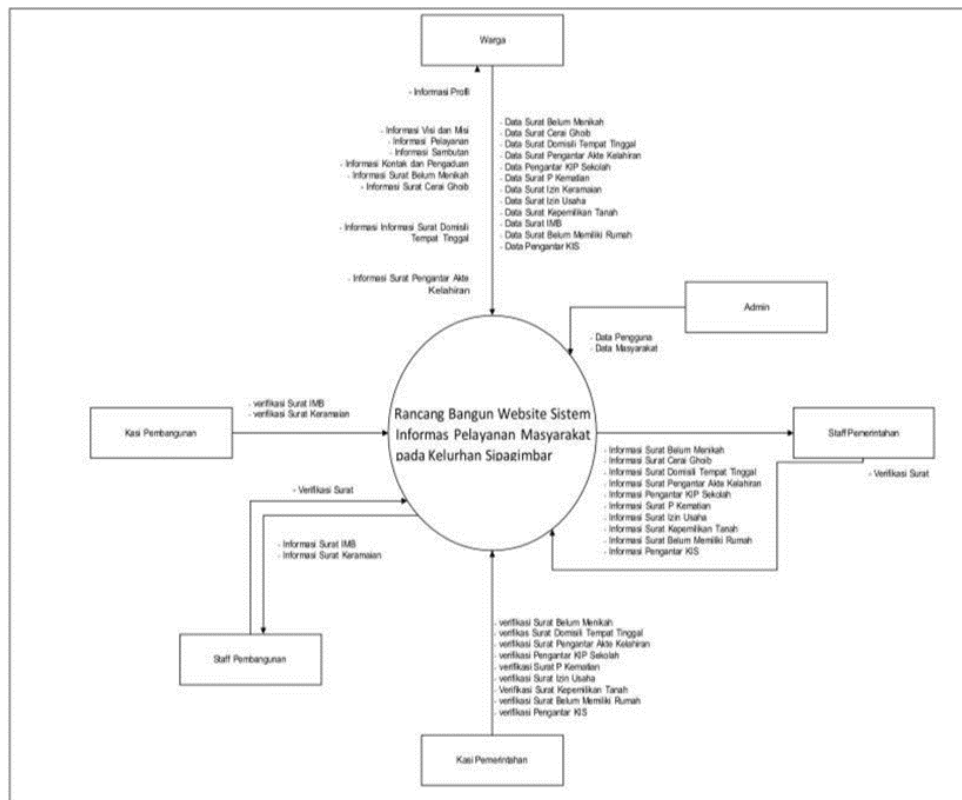 Warga
- Informasi Profil
- Informasi Visi dan Misi
- Informasi Pelayanan
- Informasi Sambutan
- Informasi Kontak dan Pengaduan
- Informasi Surat Belum Menikah
- Informasi Surat Cerai Ghoib
- Informasi Informasi Surat Domisili
Tempat Tinggal
- Informasi Surat Pengantar Akte
Kelahiran
- Data Surat Belum Menikah
- Data Surat Cerai Ghoib
- Data Surat Domisili Tempat Tinggal
- Data Surat Pengantar Akte Kelahiran
- Data Pengantar KIP Sekolah
- Data Surat P Kematian
- Data Surat Izin Keramaian
- Data Surat Izin Usaha
- Data Surat Kepemilikan Tanah
- Data Surat IMB
- Data Surat Belum Memiliki Rumah
- Data Pengantar KIS
Admin
- Data Pengguna
- Data Masyarakat
Kasi Pembangunan
- verifikasi Surat IMB
- verifikasi Surat Keramaian
Rancang Bangun Website Sistem
Informas Pelayanan Masyarakat
pada Kelurhan Sipagimbar
Staff Pemerintahan
- Verifikasi Surat
- Informasi Surat Belum Menikah
- Informasi Surat Cerai Ghoib
- Informasi Surat Domisili Tempat Tinggal
- Informasi Surat Pengantar Akte Kelahiran
- Informasi Pengantar KIP Sekolah
- Informasi Surat P Kematian
- Informasi Surat Izin Usaha
- Informasi Surat Kepemilikan Tanah
- Informasi Surat Belum Memiliki Rumah
- Informasi Pengantar KIS
- Verifikasi Surat
- Informasi Surat IMB
- Informasi Surat Keramaian
Staff Pembangunan
- verifikasi Surat Belum Menikah
- verifikas Surat Domisili Tempat Tinggal
- verifikasi Surat Pengantar Akte Kelahiran
- verifikasi Pengantar KIP Sekolah
- verifikasi Surat P Kematian
- verifikasi Surat Izin Usaha
- Verifikasi Surat Kepemilikan Tanah
- verifikasi Surat Belum Memiliki Rumah
- verifikasi Pengantar KIS
Kasi Pemerintahan